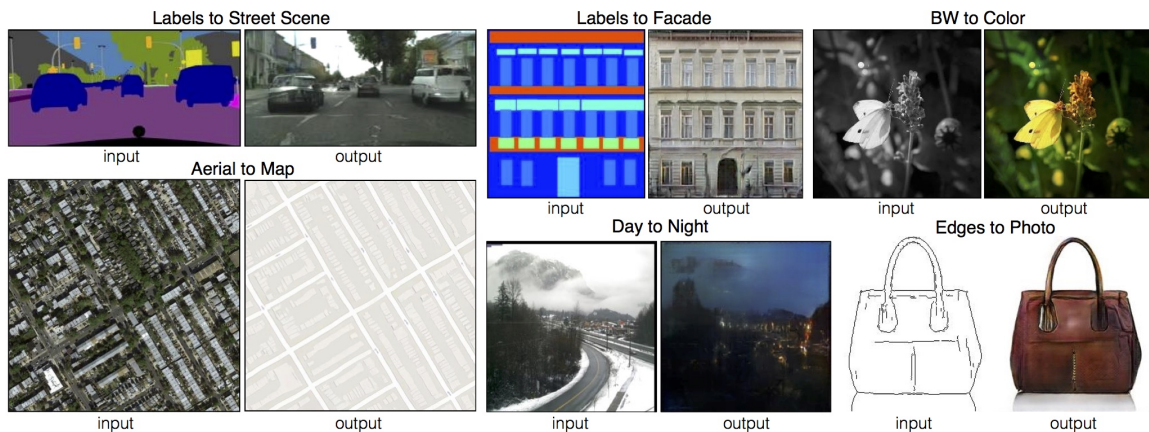 Labels to Street Scene
input
output
Aerial to Map
input
output
Labels to Facade
input
output
BW to Color
input
output
Day to Night
input
output
Edges to Photo
input
output